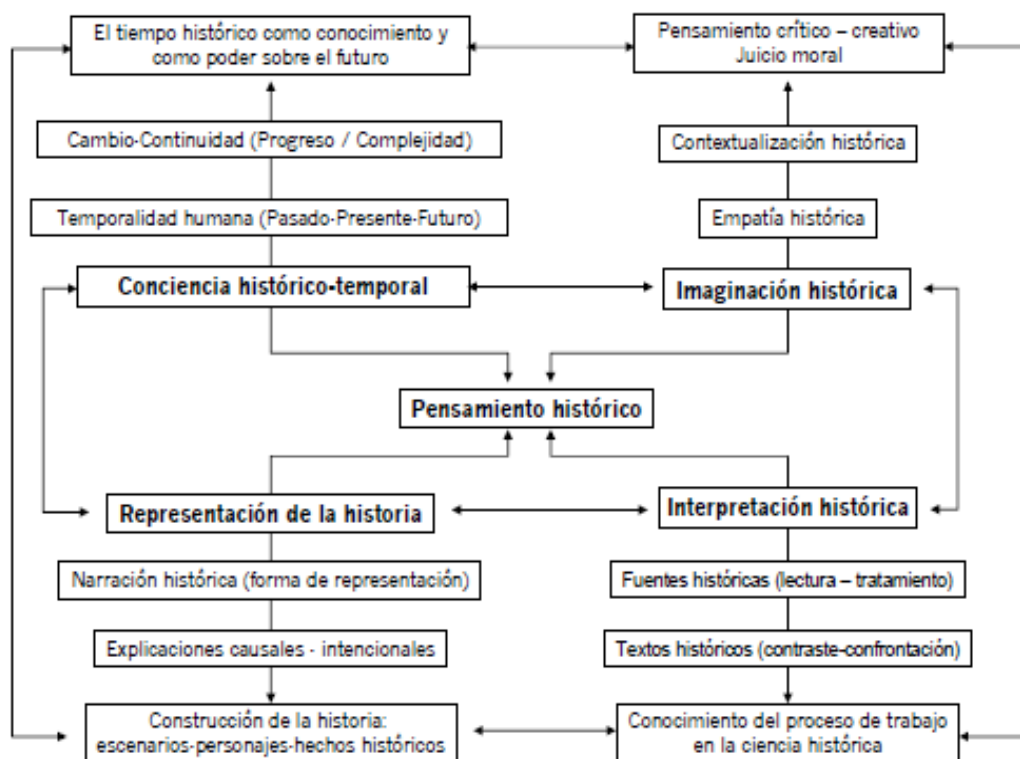 El tiempo histórico como conocimiento y
como poder sobre el futuro
Pensamiento crítico – creativo
Juicio moral
Cambio-Continuidad (Progreso / Complejidad)
Contextualización histórica
Temporalidad humana (Pasado-Presente-Futuro)
Empatía histórica
Conciencia histórico-temporal
Imaginación histórica
Pensamiento histórico
Representación de la historia
Interpretación histórica
Narración histórica (forma de representación)
Fuentes históricas (lectura – tratamiento)
Explicaciones causales - intencionales
Textos históricos (contraste-confrontación)
Construcción de la historia:
escenarios-personajes-hechos históricos
Conocimiento del proceso de trabajo
en la ciencia histórica